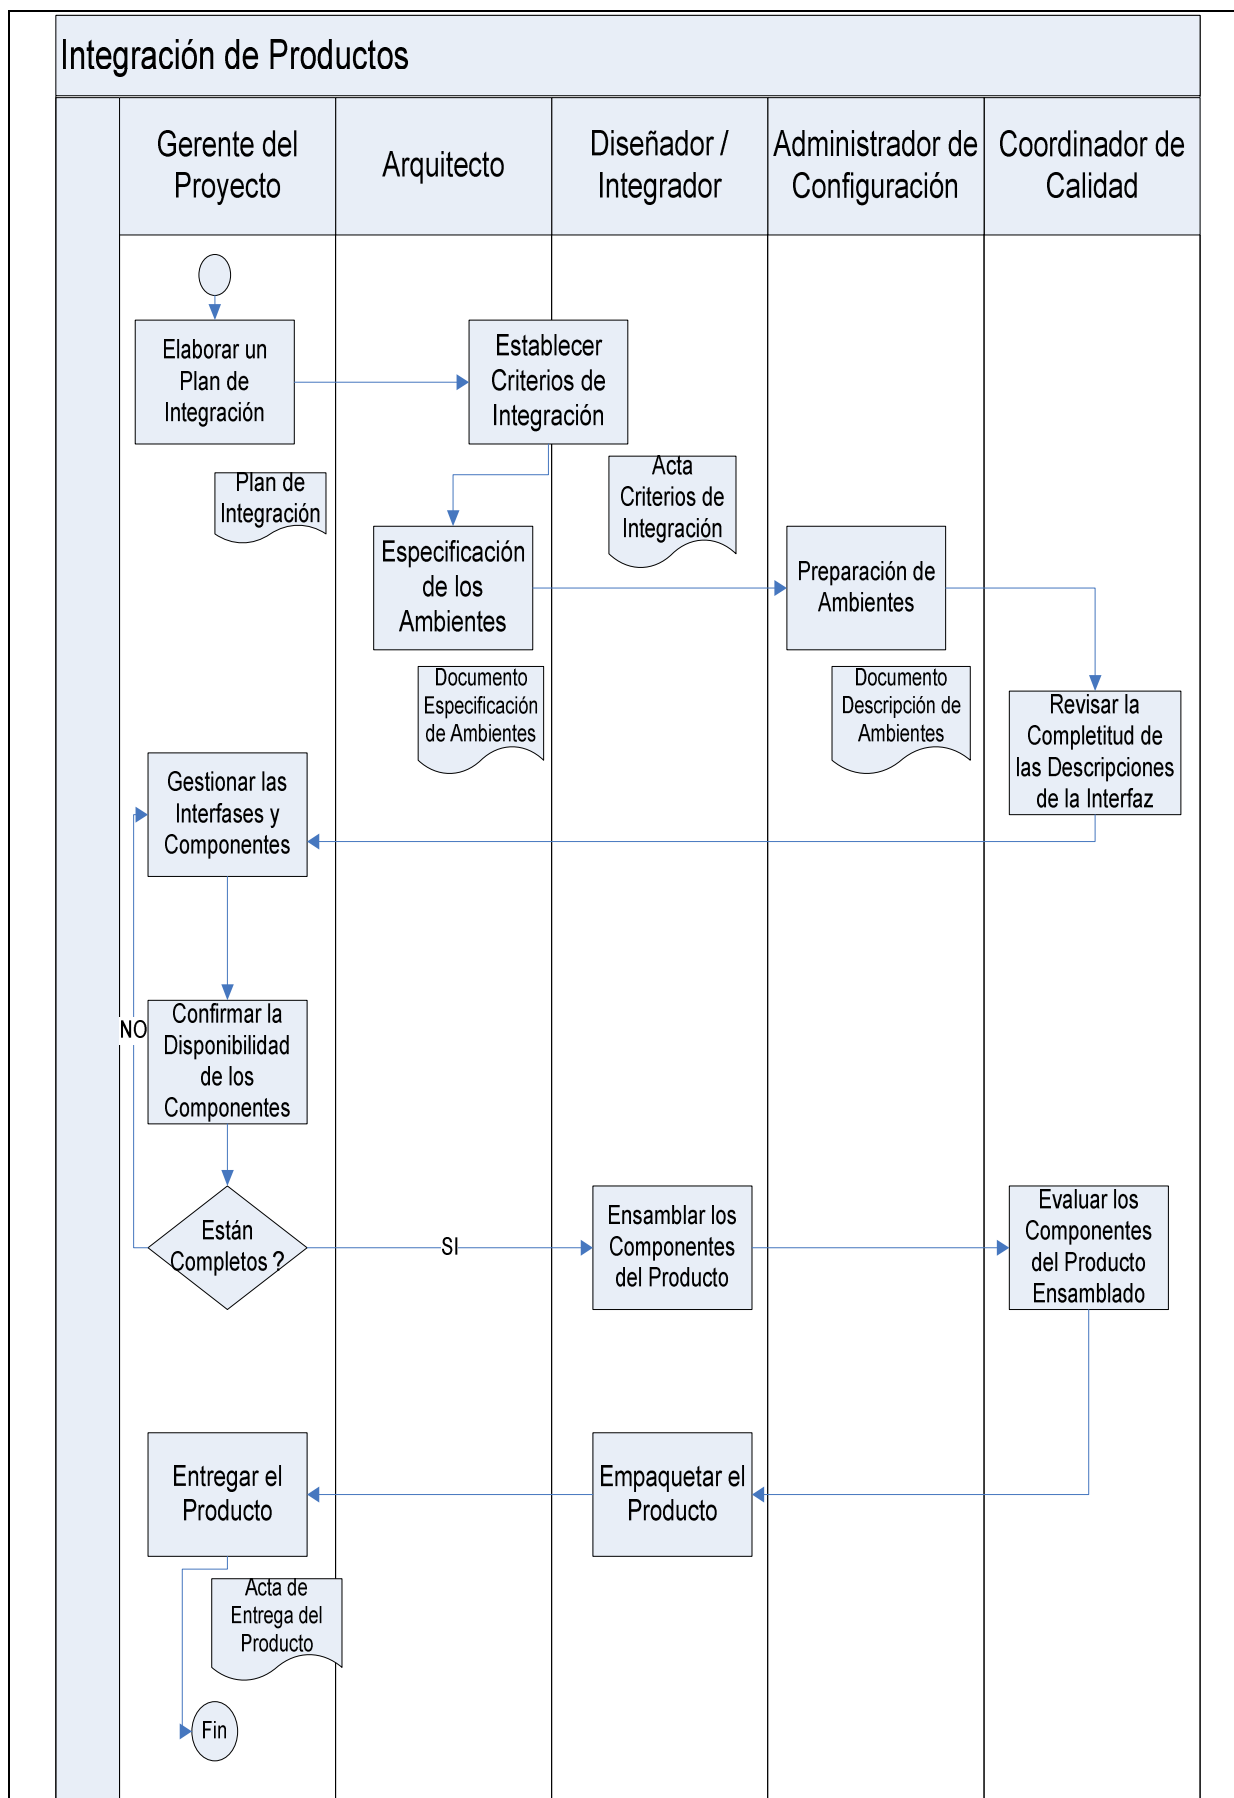 Integración de Productos
Gerente del
Proyecto
Arquitecto
Diseñador /
Integrador
Administrador de
Configuración
Coordinador de
Calidad
Elaborar un
Plan de
Integración
Establecer
Criterios de
Integración
Plan de
Integración
Acta
Criterios de
Integración
Especificación
de los
Ambientes
Preparación de
Ambientes
Documento
Especificación
de Ambientes
Documento
Descripción de
Ambientes
Revisar la
Completitud de
las Descripciones
de la Interfaz
Gestionar las
Interfases y
Componentes
Confirmar la
Disponibilidad
de los
Componentes
NO
Están
Completos ?
SI
Ensamblar los
Componentes
del Producto
Evaluar los
Componentes
del Producto
Ensamblado
Entregar el
Producto
Empaquetar el
Producto
Acta de
Entrega del
Producto
Fin